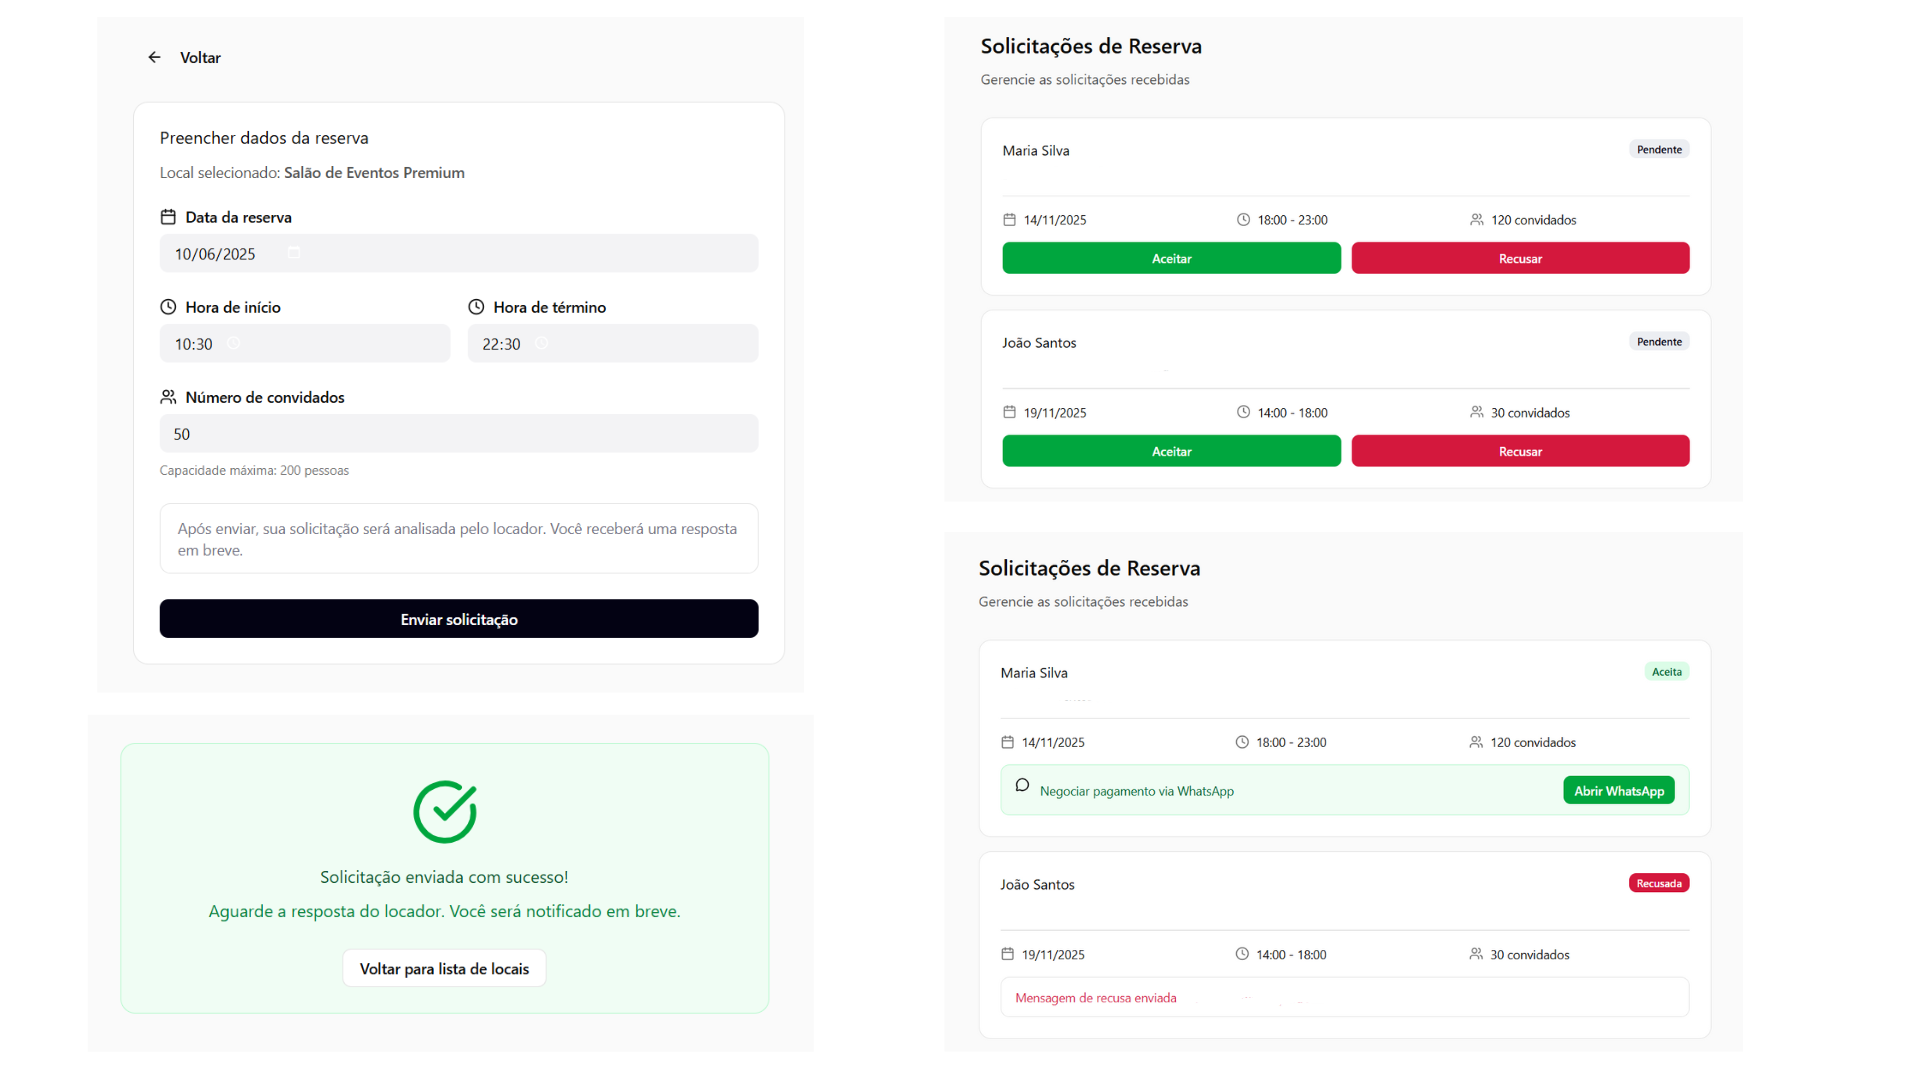 Voltar
Preencher dados da reserva
Local selecionado: Salão de Eventos Premium
Data da reserva
10/06/2025
Hora de início
Hora de término
10:30
22:30
Número de convidados
50
Capacidade máxima: 200 pessoas
Após enviar, sua solicitação será analisada pelo locador. Você receberá uma resposta
em breve.
Enviar solicitação
Solicitação enviada com sucesso!
Aguarde a resposta do locador. Você será notificado em breve.
Voltar para lista de locais
Solicitações de Reserva
Gerencie as solicitações recebidas
Maria Silva
Pendente
14/11/2025
18:00 - 23:00
120 convidados
Aceitar
Recusar
João Santos
Pendente
19/11/2025
14:00 - 18:00
30 convidados
Aceitar
Recusar
Solicitações de Reserva
Gerencie as solicitações recebidas
Maria Silva
Aceita
14/11/2025
18:00 - 23:00
120 convidados
Negociar pagamento via WhatsApp
Abrir WhatsApp
João Santos
Recusada
19/11/2025
14:00 - 18:00
30 convidados
Mensagem de recusa enviada